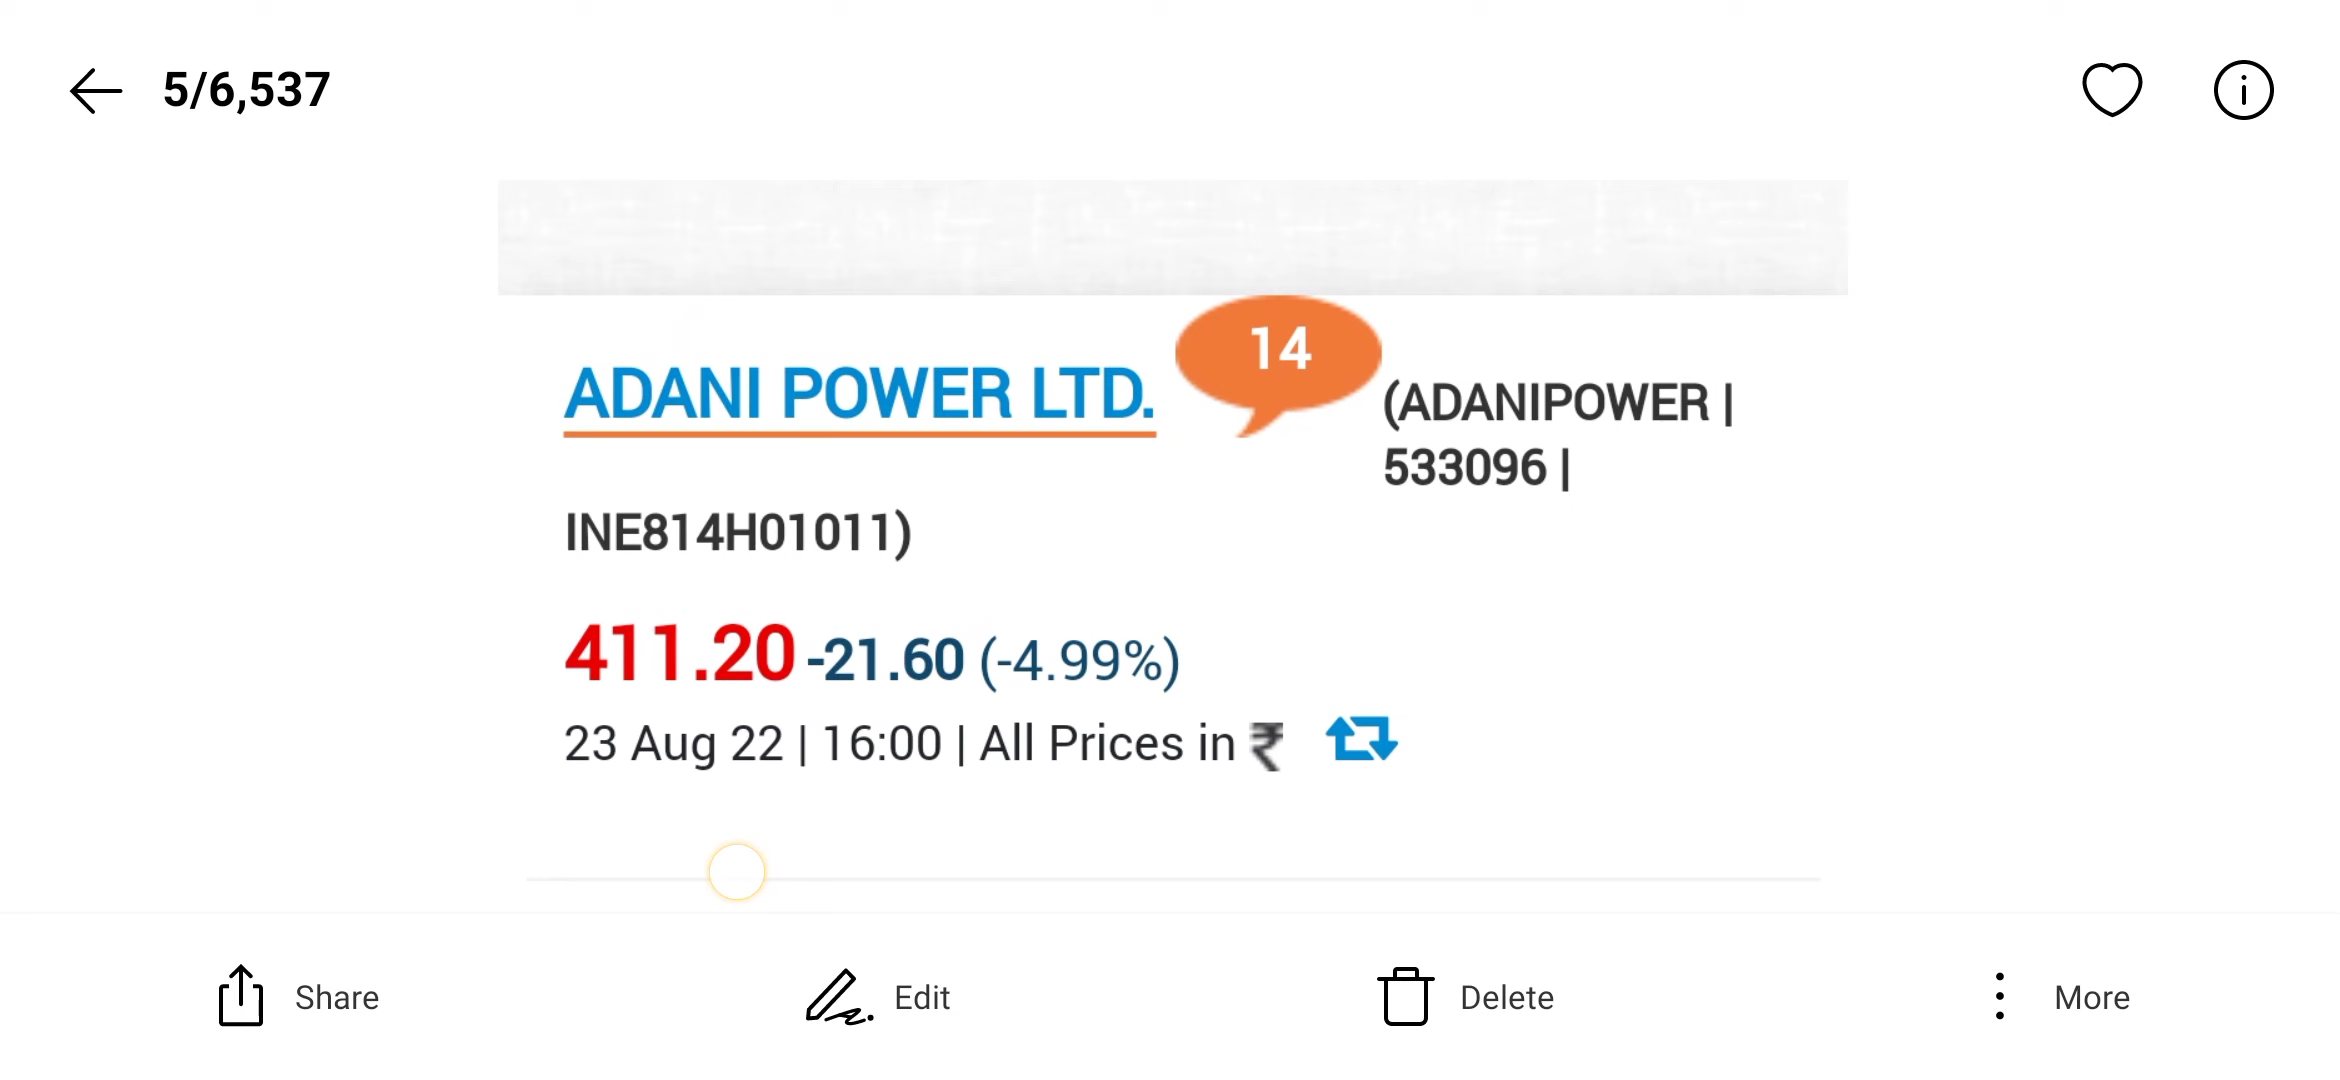 5/6,537
14
ADANI POWER LTD.
(ADANIPOWER |
533096 |
INE814H01011)
411.20 -21.60 (-4.99%)
23 Aug 22 | 16:00 | All Prices in ₹
Share
Edit
Delete
More